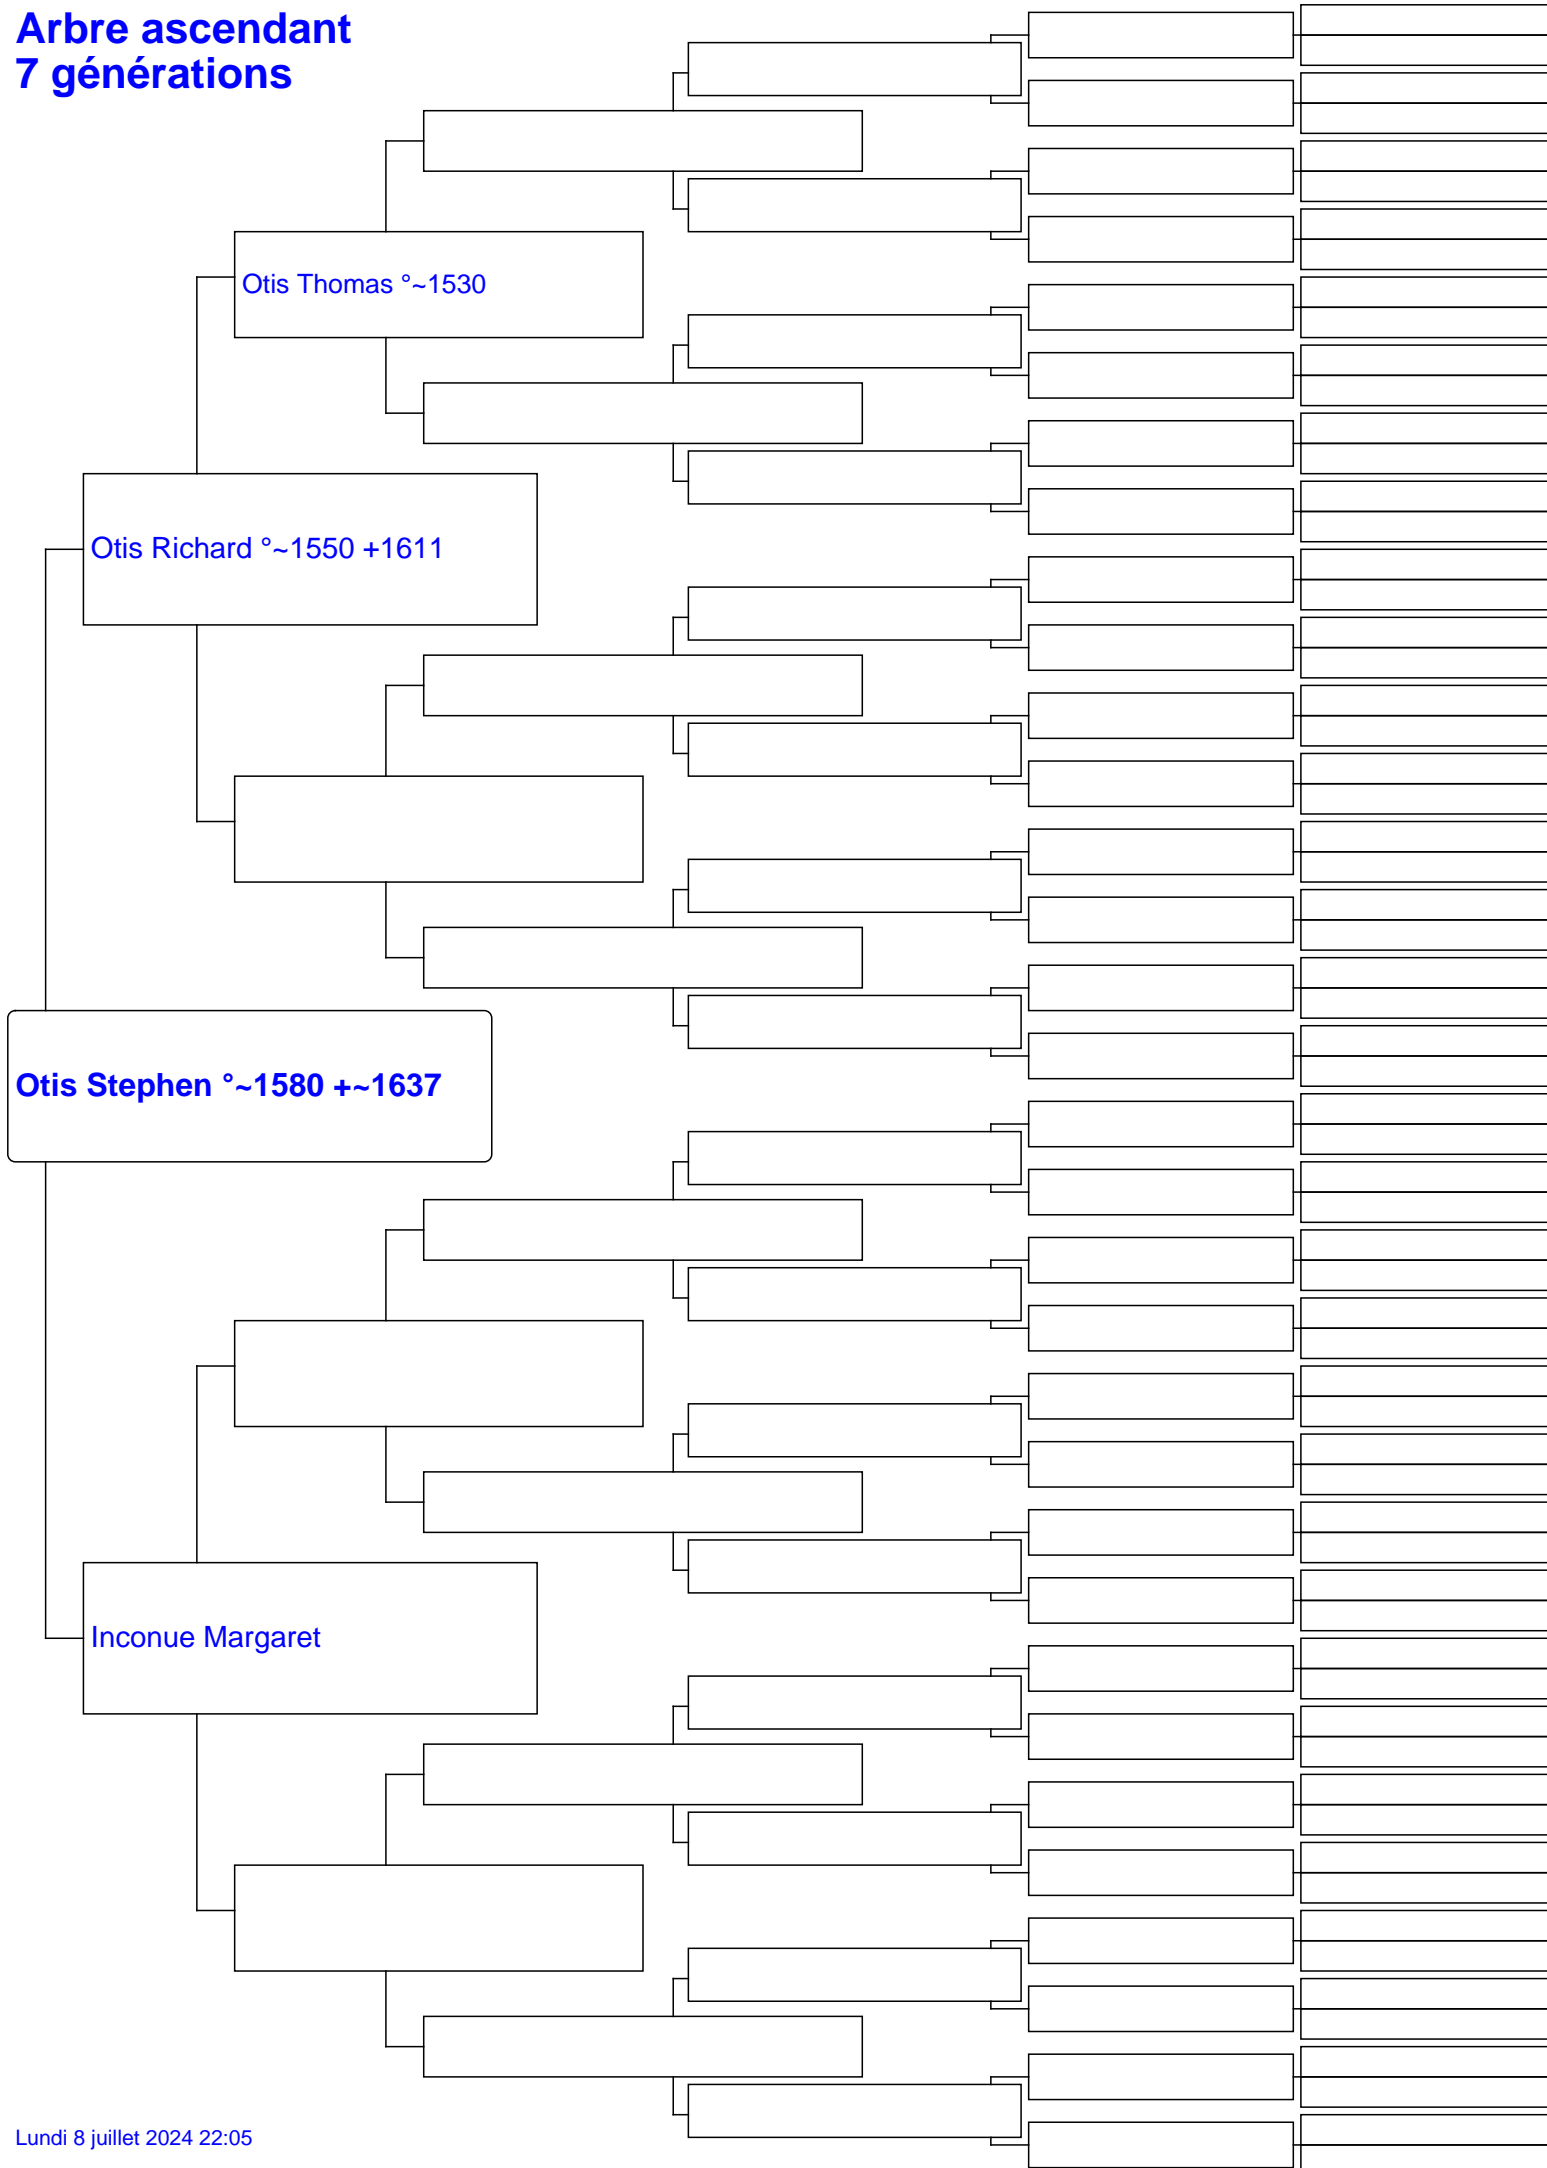 Arbre ascendant
7 générations
Otis Thomas °~1530
Otis Richard °~1550 +1611
Otis Stephen °~1580 +~1637
Inconue Margaret
Lundi 8 juillet 2024 22:05